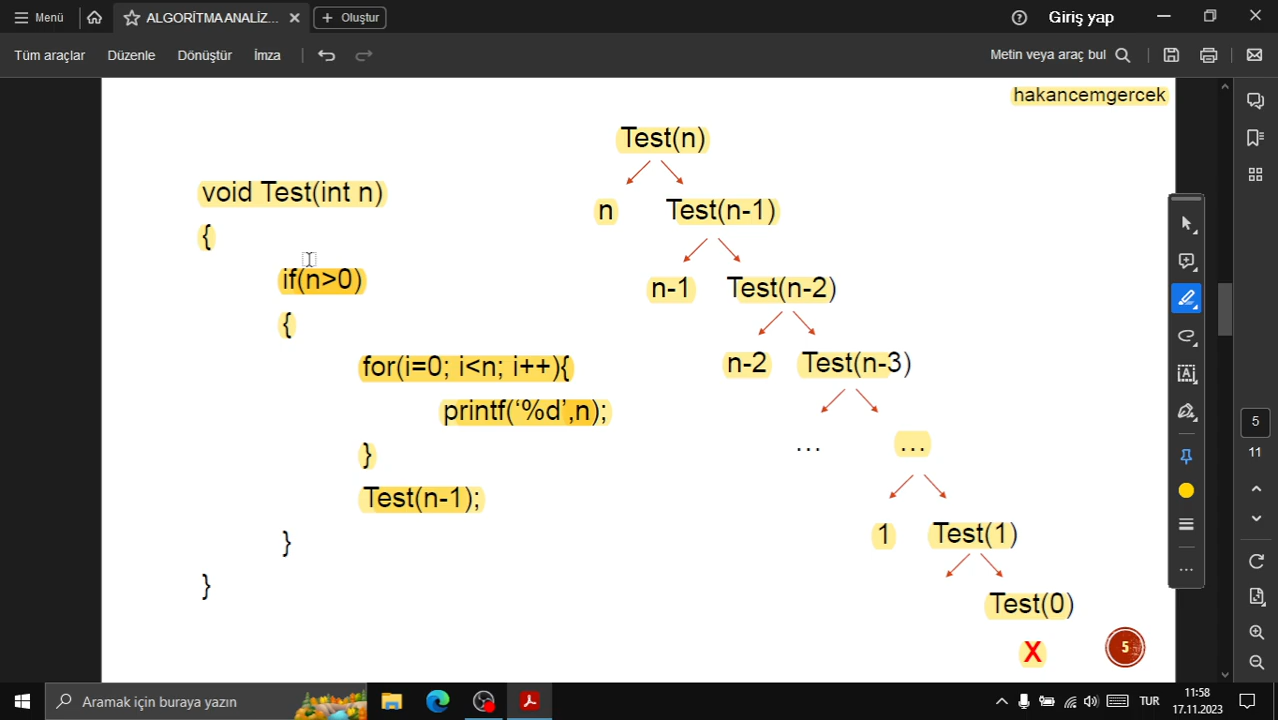 Menü
ALGORİTMA ANALİZ...
Oluştur
Giriş yap
Tüm araçlar
Düzenle
Dönüştür
İmza
Metin veya araç bul
hakancemgercek
void Test(int n)
{
if(n>0)
{
for(i=0; i<n; i++){
printf(‘%d’,n);
}
Test(n-1);
}
}
Test(n)
n Test(n-1)
n-1 Test(n-2)
n-2 Test(n-3)
... ...
1 Test(1)
Test(0)
X
5
5
11
Aramak için buraya yazın
TUR
11:58
17.11.2023